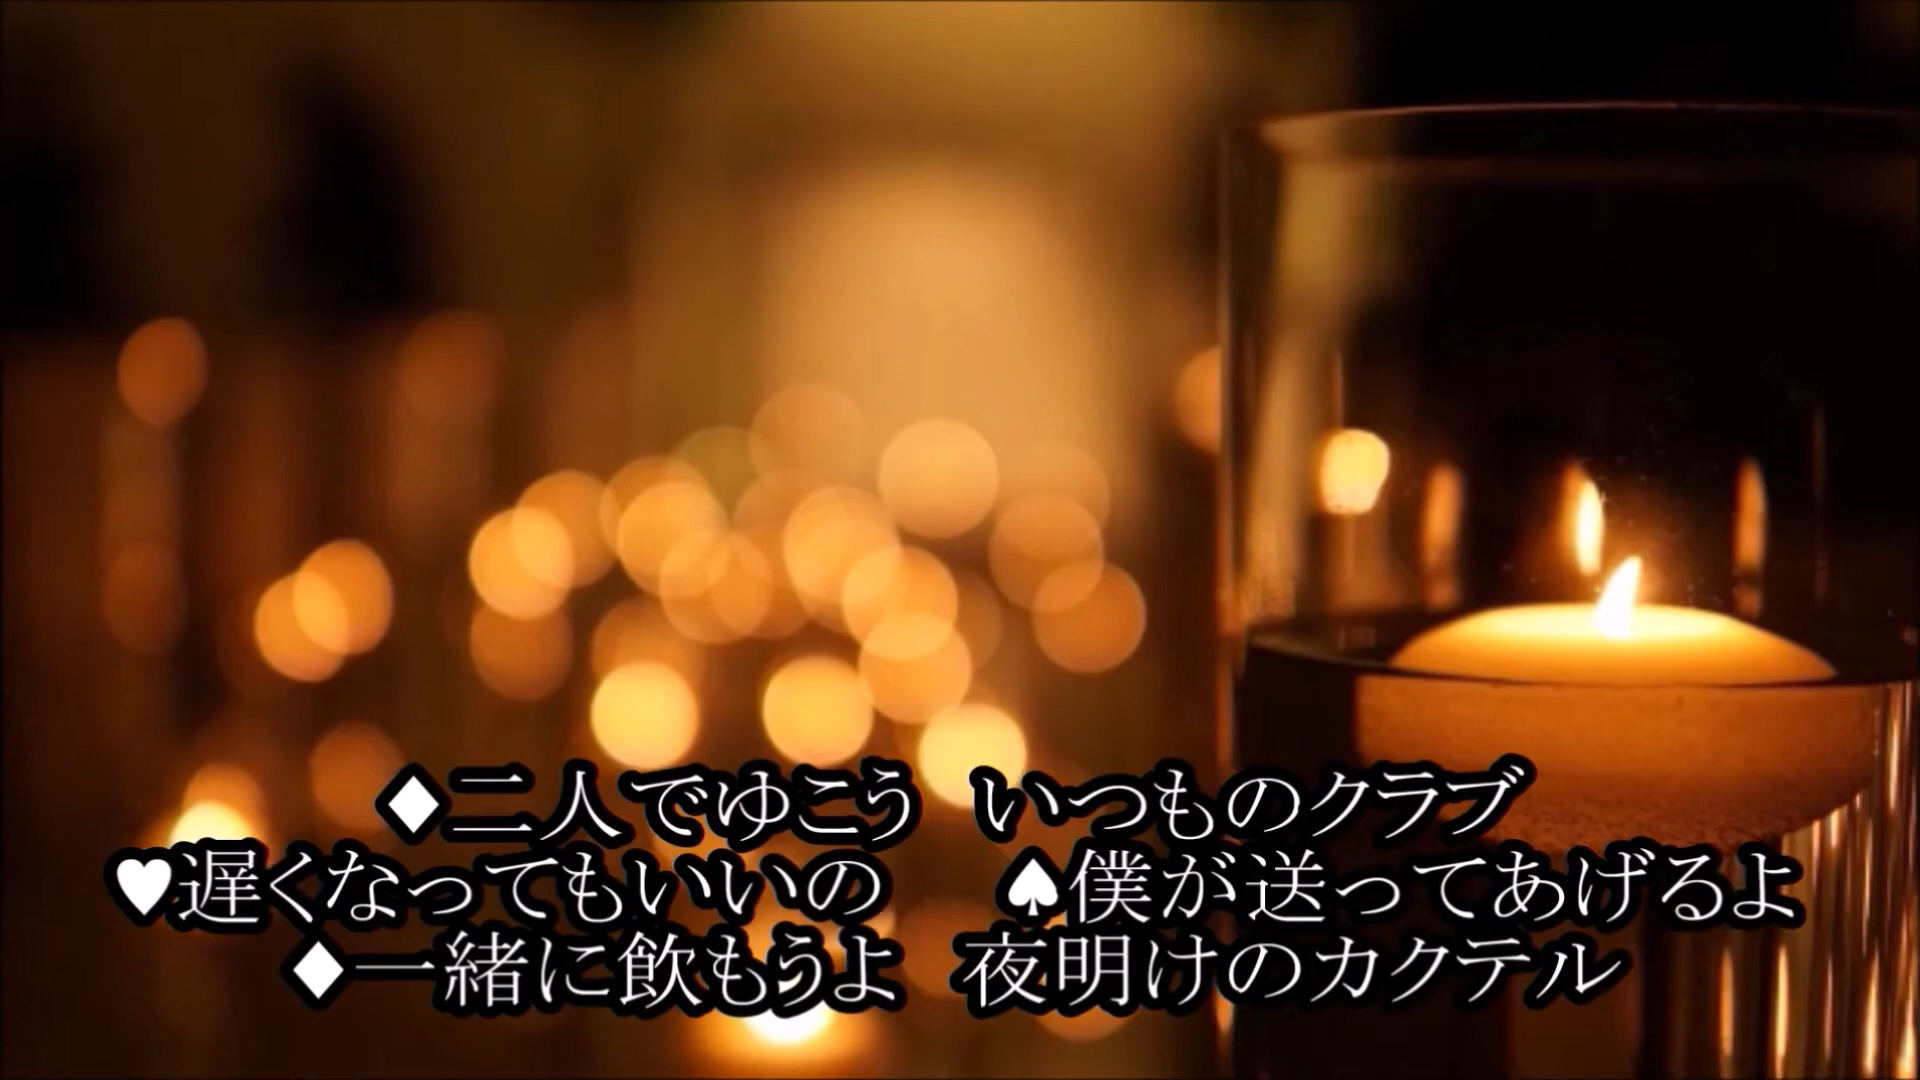 ♦二人でゆこう　いつものクラブ
♥遅くなってもいいの　♠僕が送ってあげるよ
♦一緒に飲もうよ　夜明けのカクテル